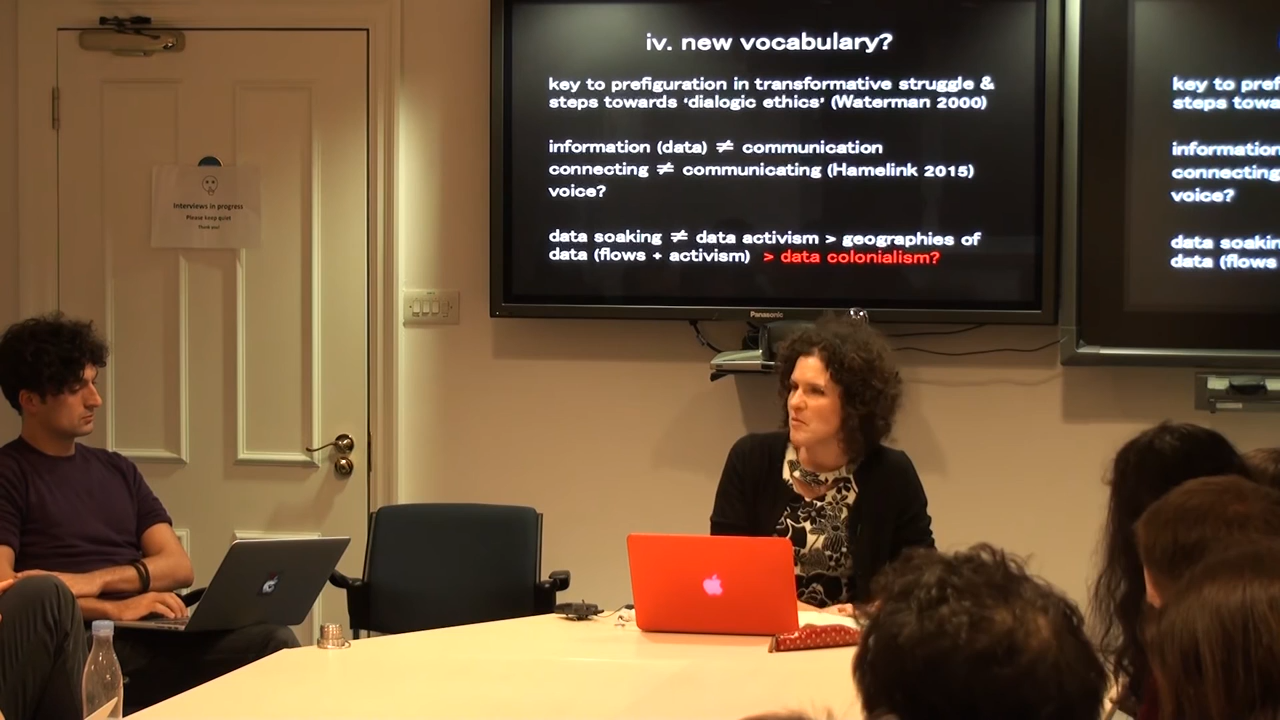 iv. new vocabulary?
key to prefiguration in transformative struggle &
steps towards 'dialogic ethics' (Waterman 2000)
information (data) ≠ communication
connecting ≠ communicating (Hamelink 2015)
voice?
data soaking ≠ data activism > geographies of
data (flows + activism) > data colonialism?
Panasonic
key to pref
steps towa
information
connecting
voice?
data soakin
data (flows
Interviews in progress
Please keep quiet
Thank you!